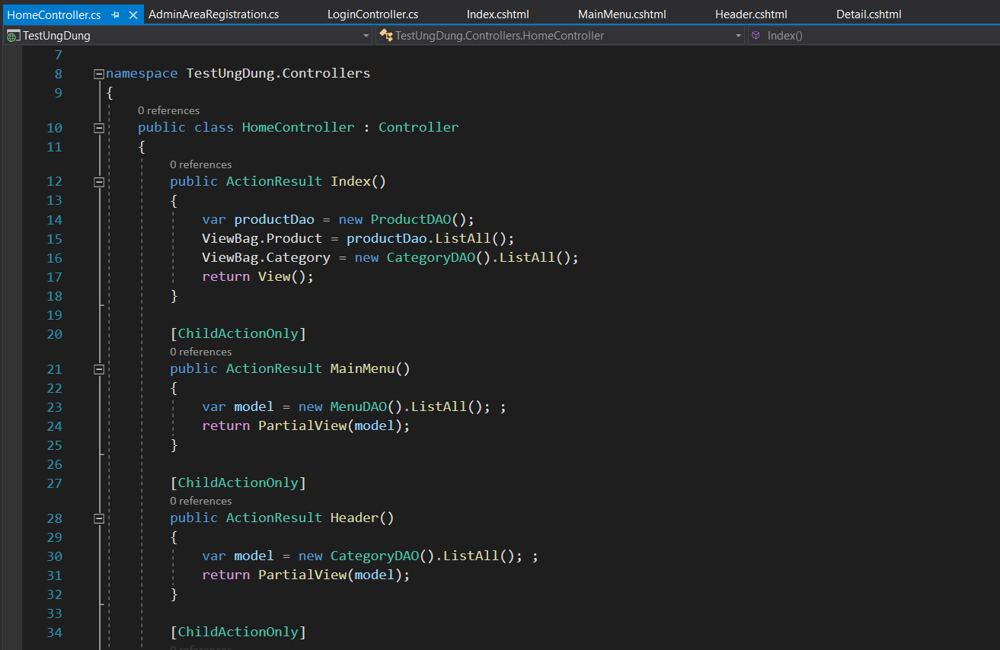 HomeController.cs AdminAreaRegistration.cs LoginController.cs Index.cshtml MainMenu.cshtml Header.cshtml Detail.cshtml
TestUngDung TestUngDung.Controllers.HomeController Index()
7
8 namespace TestUngDung.Controllers
9 {
0 references
10 public class HomeController : Controller
11 {
0 references
12 public ActionResult Index()
13 {
14 var productDao = new ProductDAO();
15 ViewBag.Product = productDao.ListAll();
16 ViewBag.Category = new CategoryDAO().ListAll();
17 return View();
18 }
19
20 [ChildActionOnly]
0 references
21 public ActionResult MainMenu()
22 {
23 var model = new MenuDAO().ListAll(); ;
24 return PartialView(model);
25 }
26
27 [ChildActionOnly]
0 references
28 public ActionResult Header()
29 {
30 var model = new CategoryDAO().ListAll(); ;
31 return PartialView(model);
32 }
33
34 [ChildActionOnly]